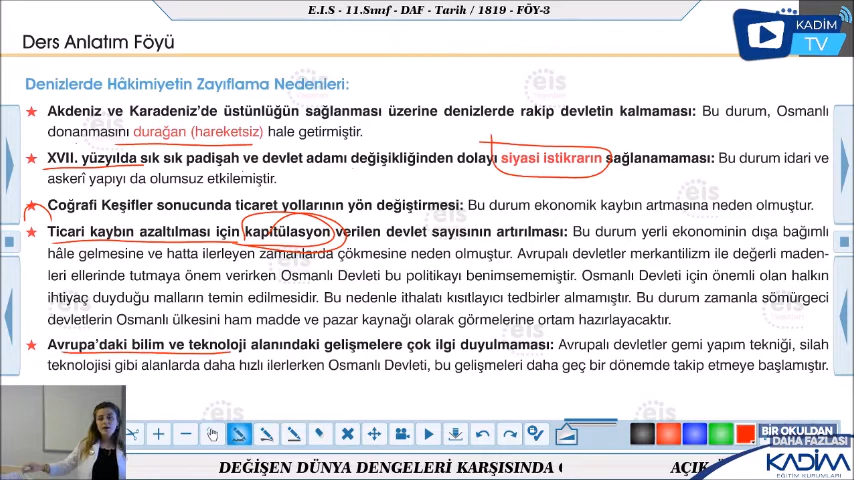 E.I.S - 11.Sınıf - DAF - Tarih / 1819 - FÖY-3
KADİM
TV
Ders Anlatım Föyü
Denizlerde Hâkimiyetin Zayıflama Nedenleri:
★ Akdeniz ve Karadeniz'de üstünlüğün sağlanması üzerine denizlerde rakip devletin kalmaması: Bu durum, Osmanlı
donanmasını durağan (hareketsiz) hale getirmiştir.
★ XVII. yüzyılda sık sık padişah ve devlet adamı değişikliğinden dolayı siyasi istikrarın sağlanamaması: Bu durum idari ve
askerî yapıyı da olumsuz etkilemiştir.
★ Coğrafi Keşifler sonucunda ticaret yollarının yön değiştirmesi: Bu durum ekonomik kaybın artmasına neden olmuştur.
★ Ticari kaybın azaltılması için kapitülasyon verilen devlet sayısının artırılması: Bu durum yerli ekonominin dışa bağımlı
hâle gelmesine ve hatta ilerleyen zamanlarda çökmesine neden olmuştur. Avrupalı devletler merkantilizm ile değerli maden-
leri ellerinde tutmaya önem verirken Osmanlı Devleti bu politikayı benimsememiştir. Osmanlı Devleti için önemli olan halkın
ihtiyaç duyduğu malların temin edilmesidir. Bu nedenle ithalatı kısıtlayıcı tedbirler almamıştır. Bu durum zamanla sömürgeci
devletlerin Osmanlı ülkesini ham madde ve pazar kaynağı olarak görmelerine ortam hazırlayacaktır.
★ Avrupa'daki bilim ve teknoloji alanındaki gelişmelere çok ilgi duyulmaması: Avrupalı devletler gemi yapım tekniği, silah
teknolojisi gibi alanlarda daha hızlı ilerlerken Osmanlı Devleti, bu gelişmeleri daha geç bir dönemde takip etmeye başlamıştır.
eis
BİR OKULDAN
DAHA FAZLASI
DEĞİŞEN DÜNYA DENGELERİ KARŞISINDA
AÇIK
KADİM
EĞİTİM KURUMLARI